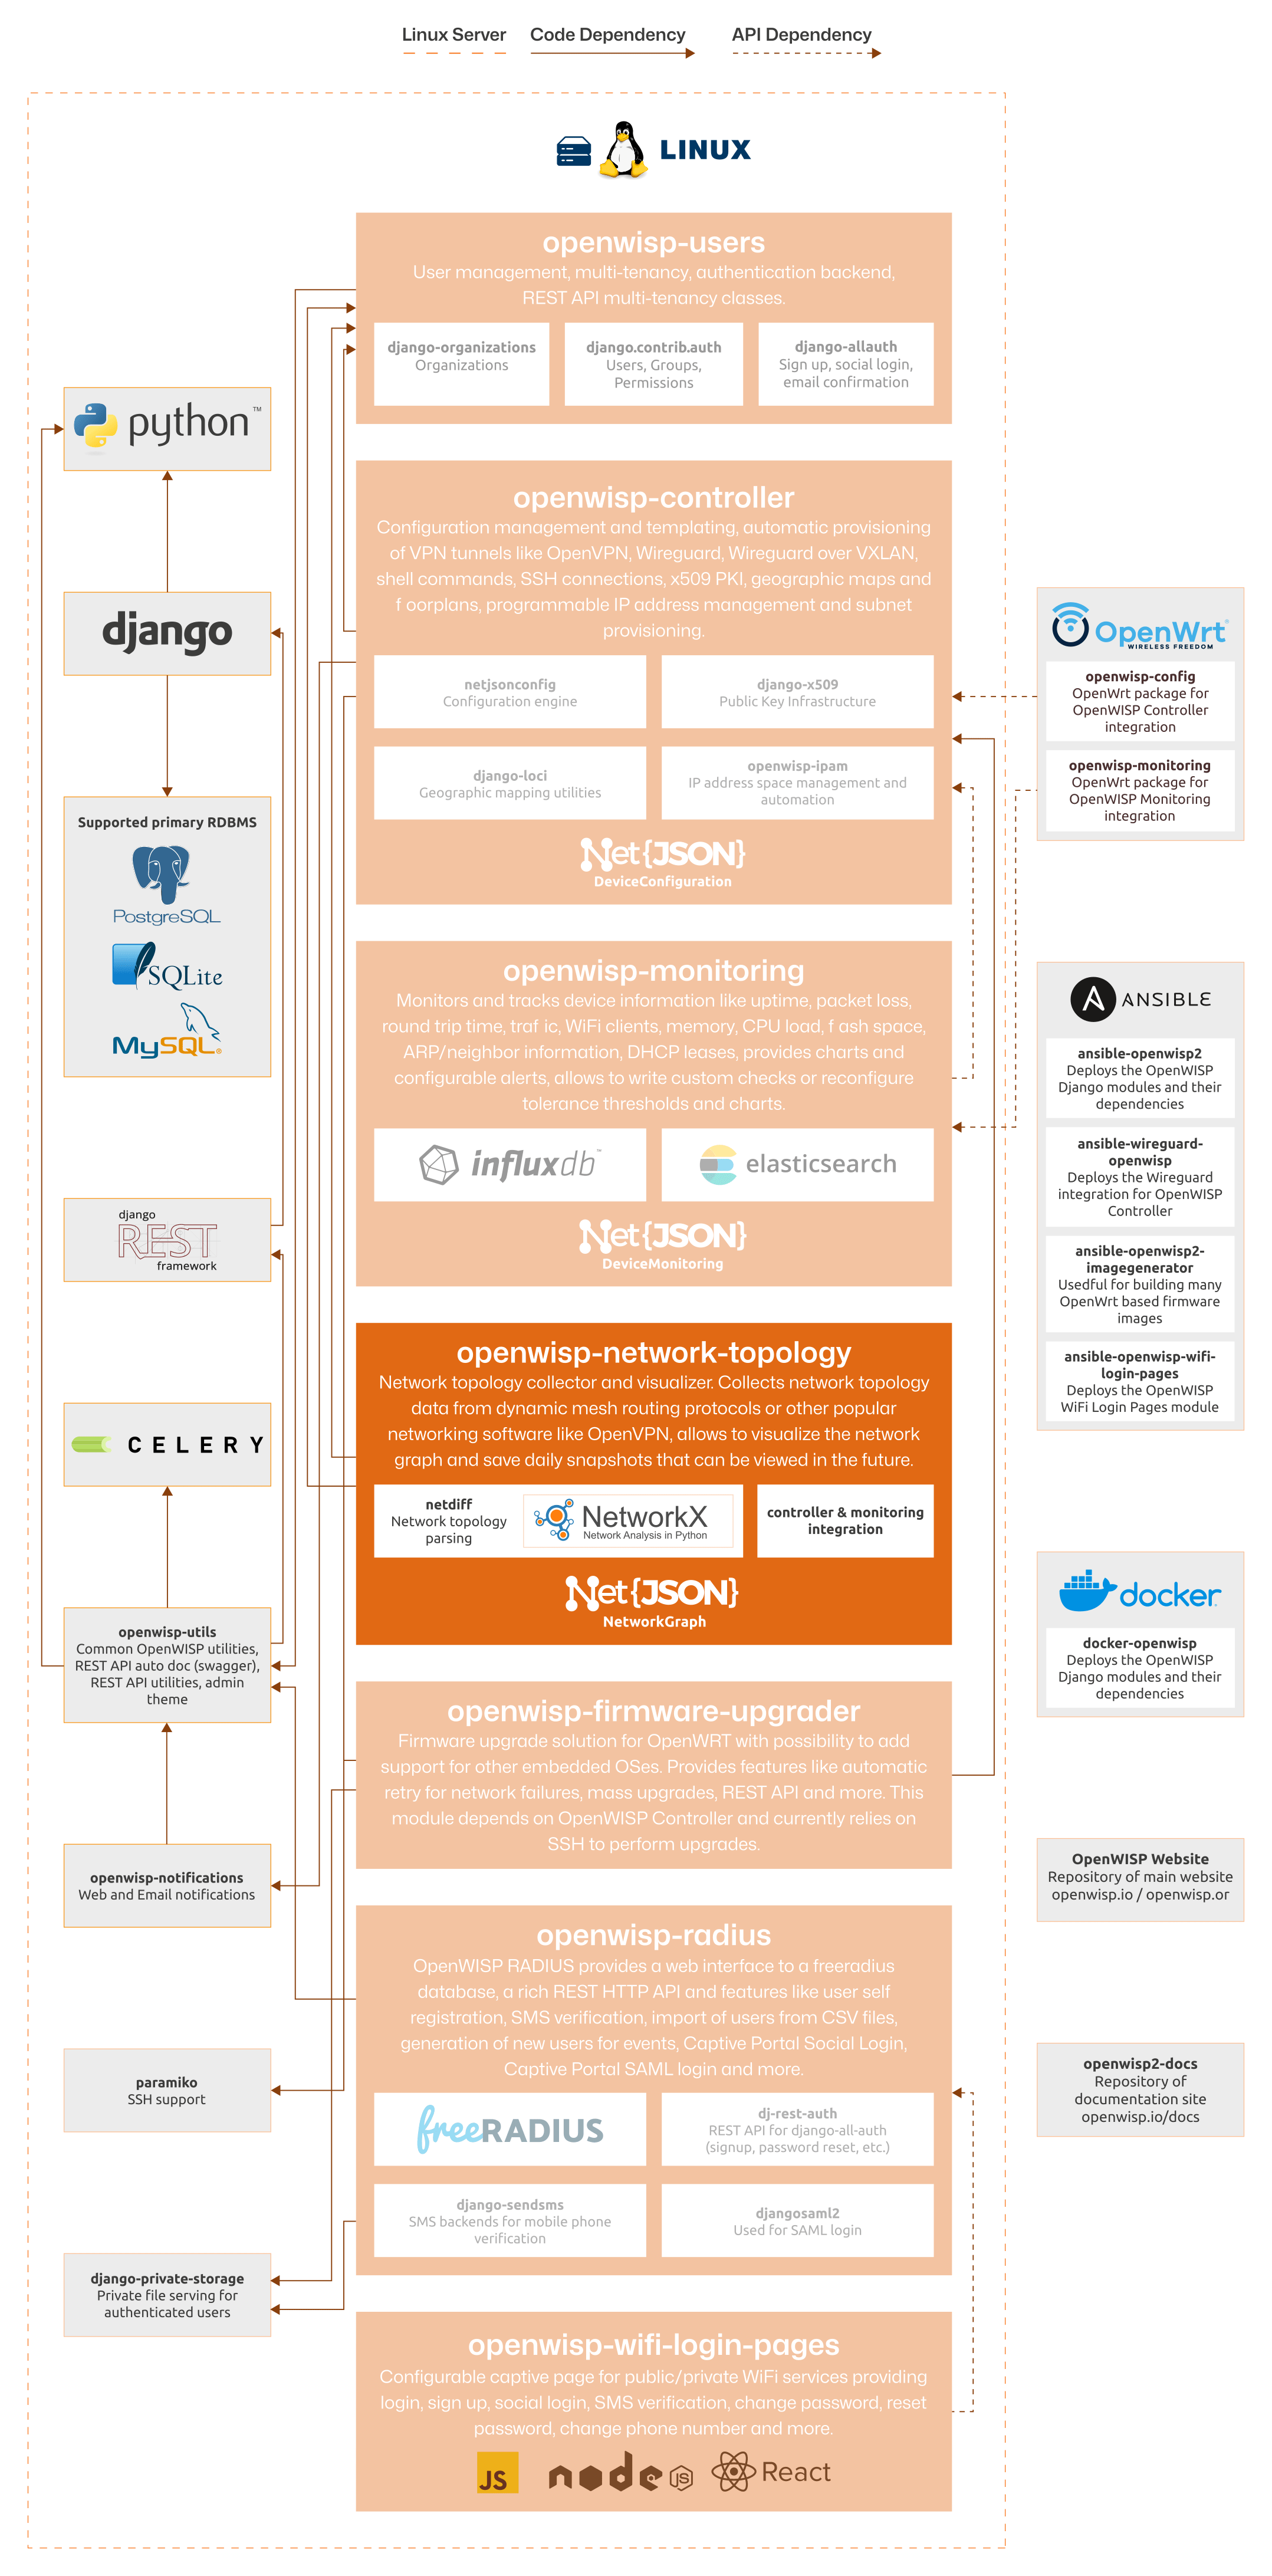 Linux Server
Code Dependency
API Dependency
LINUX
openwisp-users
User management, multi-tenancy, authentication backend,
REST API multi-tenancy classes.
django-organizations
Organizations
django.contrib.auth
Users, Groups,
Permissions
django-allauth
Sign up, social login,
email confirmation
python™
django
Supported primary RDBMS
PostgreSQL
SQLite
MySQL®
django
REST
framework
CELERY
openwisp-utils
Common OpenWISP utilities,
REST API auto doc (swagger),
REST API utilities, admin
theme
openwisp-notifications
Web and Email notifications
paramiko
SSH support
django-private-storage
Private file serving for
authenticated users
openwisp-controller
Configuration management and templating, automatic provisioning
of VPN tunnels like OpenVPN, Wireguard, Wireguard over VXLAN,
shell commands, SSH connections, x509 PKI, geographic maps and
f oorplans, programmable IP address management and subnet
provisioning.
netjsonconfig
Configuration engine
django-x509
Public Key Infrastructure
django-loci
Geographic mapping utilities
openwisp-ipam
IP address space management and
automation
Net{JSON}
DeviceConfiguration
openwisp-monitoring
Monitors and tracks device information like uptime, packet loss,
round trip time, traf ic, WiFi clients, memory, CPU load, f ash space,
ARP/neighbor information, DHCP leases, provides charts and
configurable alerts, allows to write custom checks or reconfigure
tolerance thresholds and charts.
influxdb™
elasticsearch
Net{JSON}
DeviceMonitoring
openwisp-network-topology
Network topology collector and visualizer. Collects network topology
data from dynamic mesh routing protocols or other popular
networking software like OpenVPN, allows to visualize the network
graph and save daily snapshots that can be viewed in the future.
netdiff
Network topology
parsing
NetworkX
Network Analysis in Python
controller & monitoring
integration
Net{JSON}
NetworkGraph
openwisp-firmware-upgrader
Firmware upgrade solution for OpenWRT with possibility to add
support for other embedded OSes. Provides features like automatic
retry for network failures, mass upgrades, REST API and more. This
module depends on OpenWISP Controller and currently relies on
SSH to perform upgrades.
openwisp-radius
OpenWISP RADIUS provides a web interface to a freeradius
database, a rich REST HTTP API and features like user self
registration, SMS verification, import of users from CSV files,
generation of new users for events, Captive Portal Social Login,
Captive Portal SAML login and more.
freeRADIUS
dj-rest-auth
REST API for django-all-auth
(signup, password reset, etc.)
django-sendsms
SMS backends for mobile phone
verification
djangosaml2
Used for SAML login
openwisp-wifi-login-pages
Configurable captive page for public/private WiFi services providing
login, sign up, social login, SMS verification, change password, reset
password, change phone number and more.
JS
node JS
React
OpenWrt®
WIRELESS FREEDOM
openwisp-config
OpenWrt package for
OpenWISP Controller
integration
openwisp-monitoring
OpenWrt package for
OpenWISP Monitoring
integration
ANSIBLE
ansible-openwisp2
Deploys the OpenWISP
Django modules and their
dependencies
ansible-wireguard-
openwisp
Deploys the Wireguard
integration for OpenWISP
Controller
ansible-openwisp2-
imagegenerator
Usedful for building many
OpenWrt based firmware
images
ansible-openwisp-wifi-
login-pages
Deploys the OpenWISP
WiFi Login Pages module
docker
docker-openwisp
Deploys the OpenWISP
Django modules and their
dependencies
OpenWISP Website
Repository of main website
openwisp.io / openwisp.or
openwisp2-docs
Repository of
documentation site
openwisp.io/docs